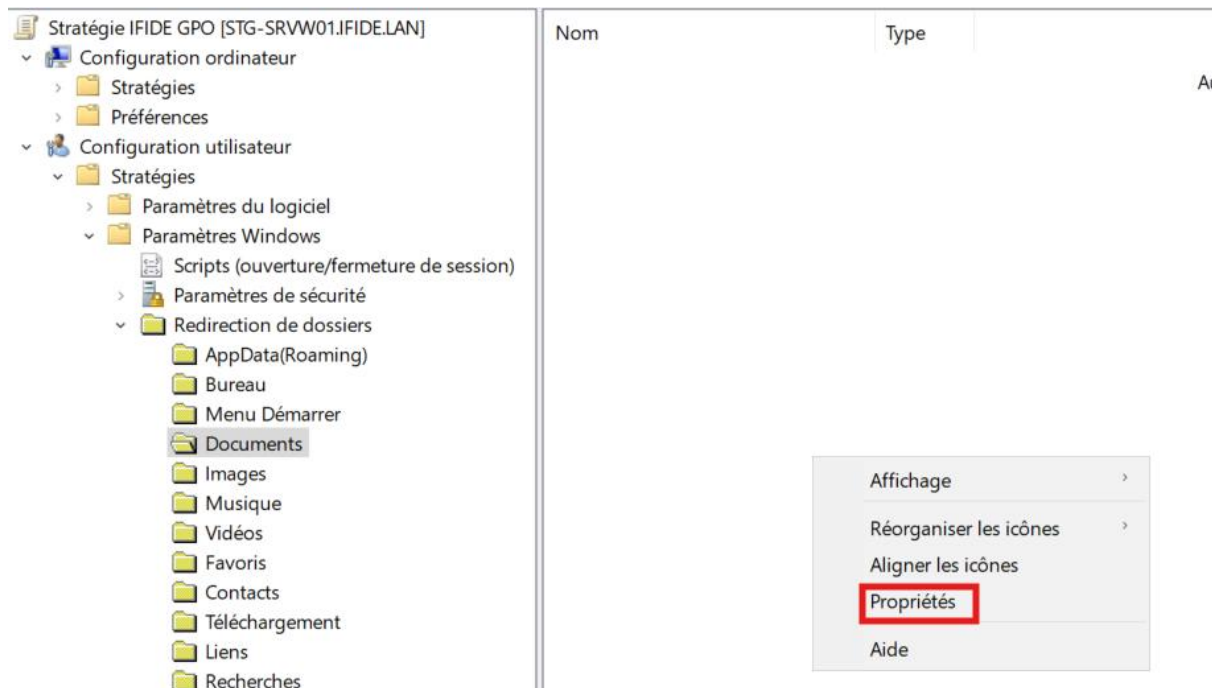 Stratégie IFIDE GPO [STG-SRVW01.IFIDE.LAN]
Configuration ordinateur
Stratégies
Préférences
Configuration utilisateur
Stratégies
Paramètres du logiciel
Paramètres Windows
Scripts (ouverture/fermeture de session)
Paramètres de sécurité
Redirection de dossiers
AppData(Roaming)
Bureau
Menu Démarrer
Documents
Images
Musique
Vidéos
Favoris
Contacts
Téléchargement
Liens
Recherches
Nom Type
Au
Affichage
Réorganiser les icônes
Aligner les icônes
Propriétés
Aide